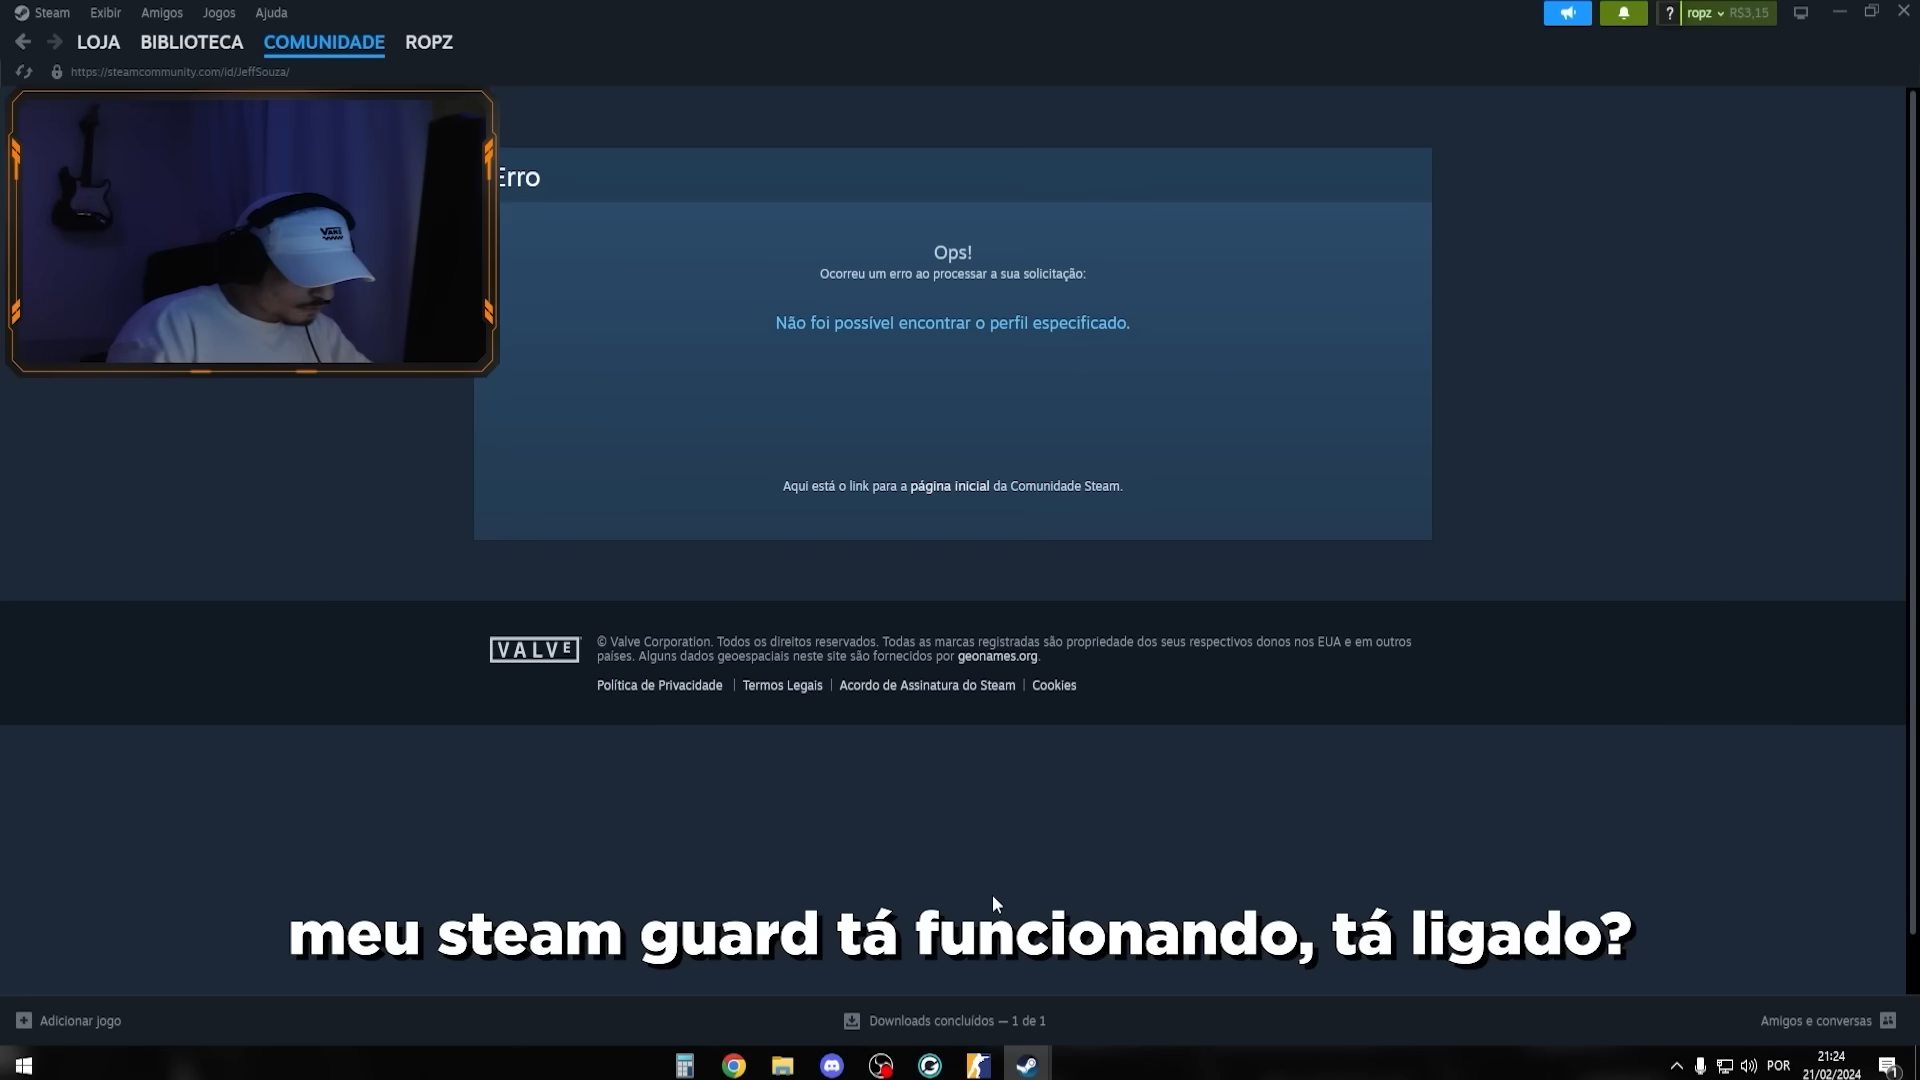 Steam Exibir Amigos Jogos Ajuda
? ropz R$3,15
LOJA BIBLIOTECA COMUNIDADE ROPZ
https://steamcommunity.com/id/JeffSouza/
VANS
Erro
Ops!
Ocorreu um erro ao processar a sua solicitação:
Não foi possível encontrar o perfil especificado.
Aqui está o link para a página inicial da Comunidade Steam.
VALVE
© Valve Corporation. Todos os direitos reservados. Todas as marcas registradas são propriedade dos seus respectivos donos nos EUA e em outros
países. Alguns dados geoespaciais neste site são fornecidos por geonames.org.
Política de Privacidade | Termos Legais | Acordo de Assinatura do Steam | Cookies
meu steam guard tá funcionando, tá ligado?
Adicionar jogo
Downloads concluídos — 1 de 1
Amigos e conversas
POR
21:24
21/02/2024
1